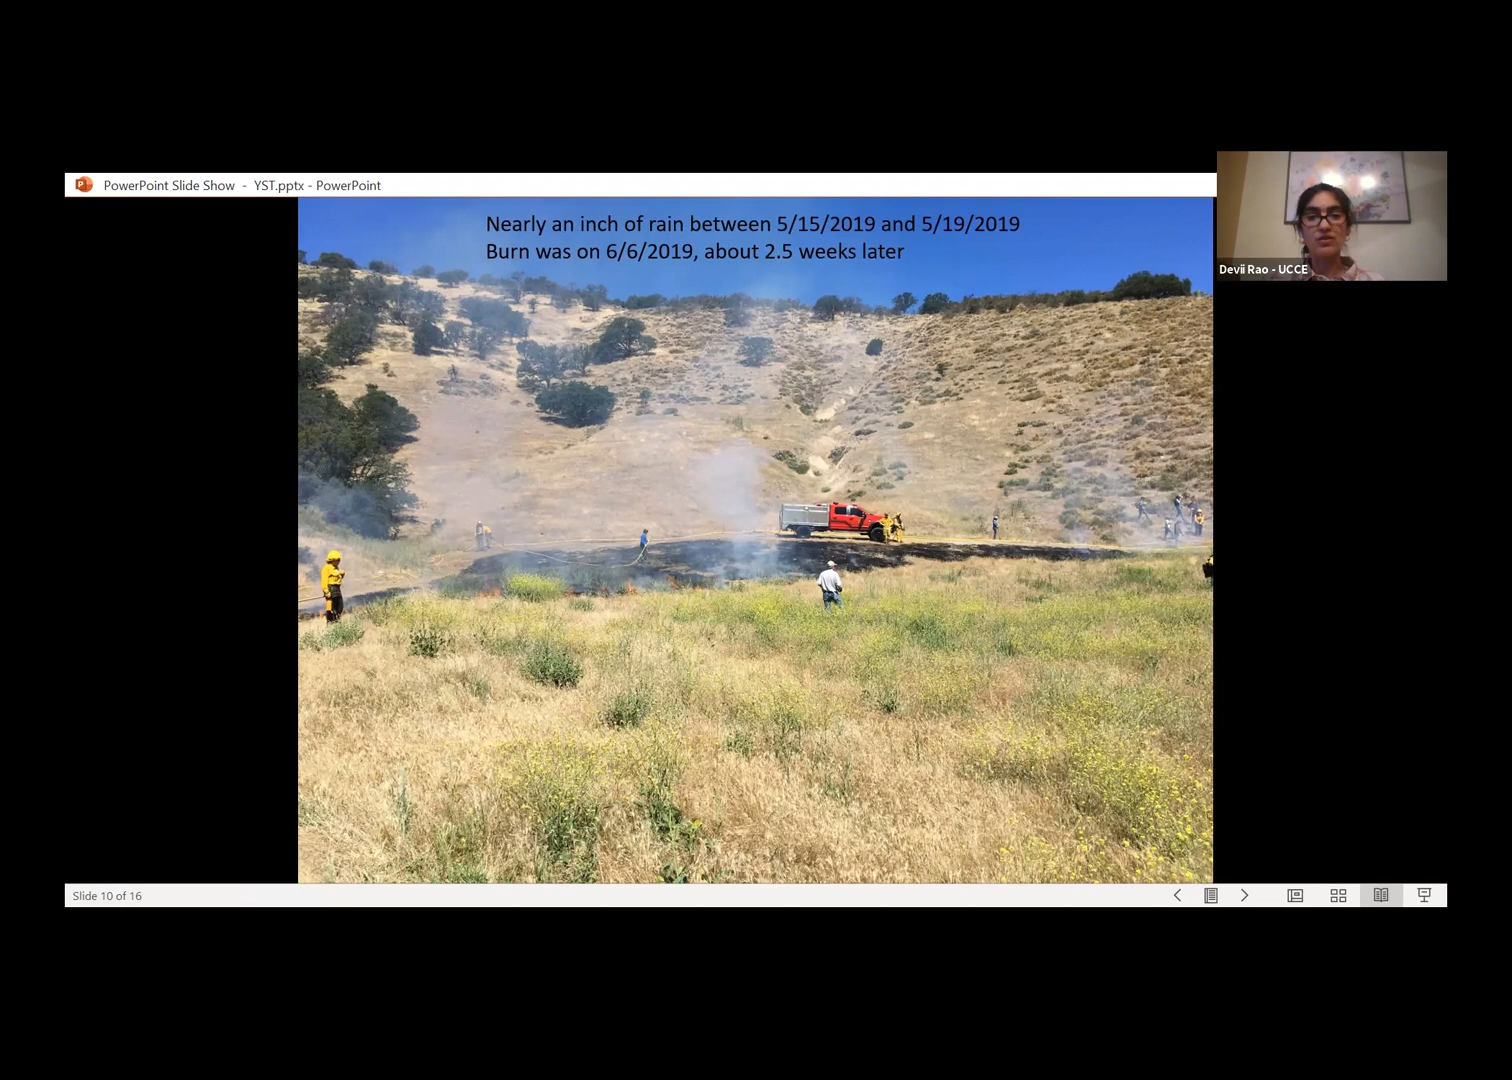 PowerPoint Slide Show - YST.pptx - PowerPoint
Nearly an inch of rain between 5/15/2019 and 5/19/2019
Burn was on 6/6/2019, about 2.5 weeks later
Devii Rao - UCCE
Slide 10 of 16